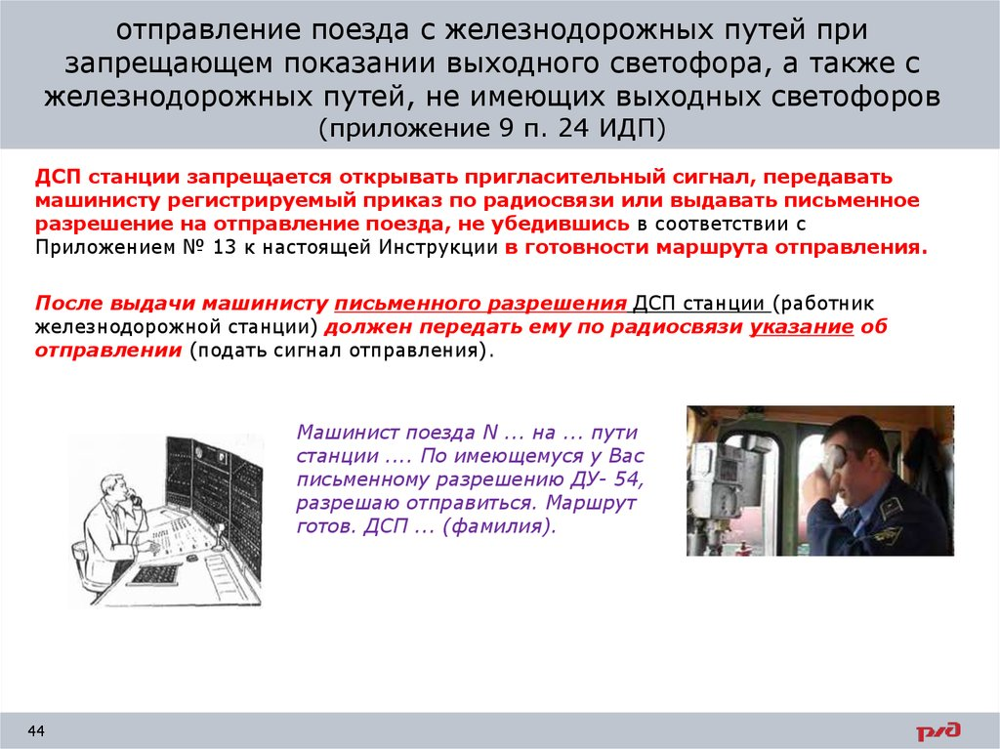 отправление поезда с железнодорожных путей при
запрещающем показании выходного светофора, а также с
железнодорожных путей, не имеющих выходных светофоров
(приложение 9 п. 24 ИДП)
ДСП станции запрещается открывать пригласительный сигнал, передавать
машинисту регистрируемый приказ по радиосвязи или выдавать письменное
разрешение на отправление поезда, не убедившись в соответствии с
Приложением № 13 к настоящей Инструкции в готовности маршрута отправления.
После выдачи машинисту письменного разрешения ДСП станции (работник
железнодорожной станции) должен передать ему по радиосвязи указание об
отправлении (подать сигнал отправления).
Машинист поезда N ... на ... пути
станции .... По имеющемуся у Вас
письменному разрешению ДУ- 54,
разрешаю отправиться. Маршрут
готов. ДСП ... (фамилия).
44
ржд